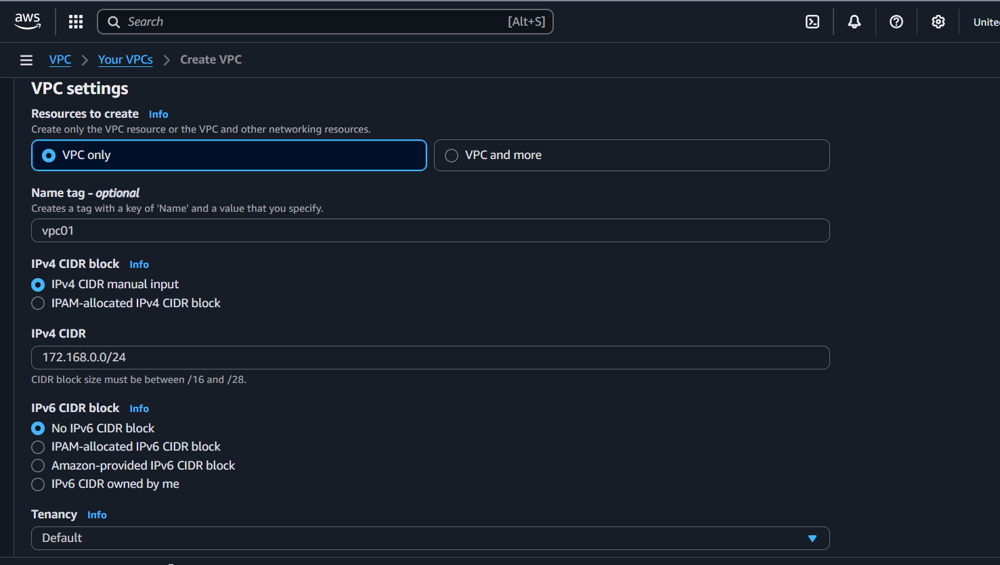 aws
Search [Alt+S]
VPC Your VPCs Create VPC
VPC settings
Resources to create Info
Create only the VPC resource or the VPC and other networking resources.
VPC only VPC and more
Name tag - optional
Creates a tag with a key of 'Name' and a value that you specify.
vpc01
IPv4 CIDR block Info
IPv4 CIDR manual input
IPAM-allocated IPv4 CIDR block
IPv4 CIDR
172.168.0.0/24
CIDR block size must be between /16 and /28.
IPv6 CIDR block Info
No IPv6 CIDR block
IPAM-allocated IPv6 CIDR block
Amazon-provided IPv6 CIDR block
IPv6 CIDR owned by me
Tenancy Info
Default